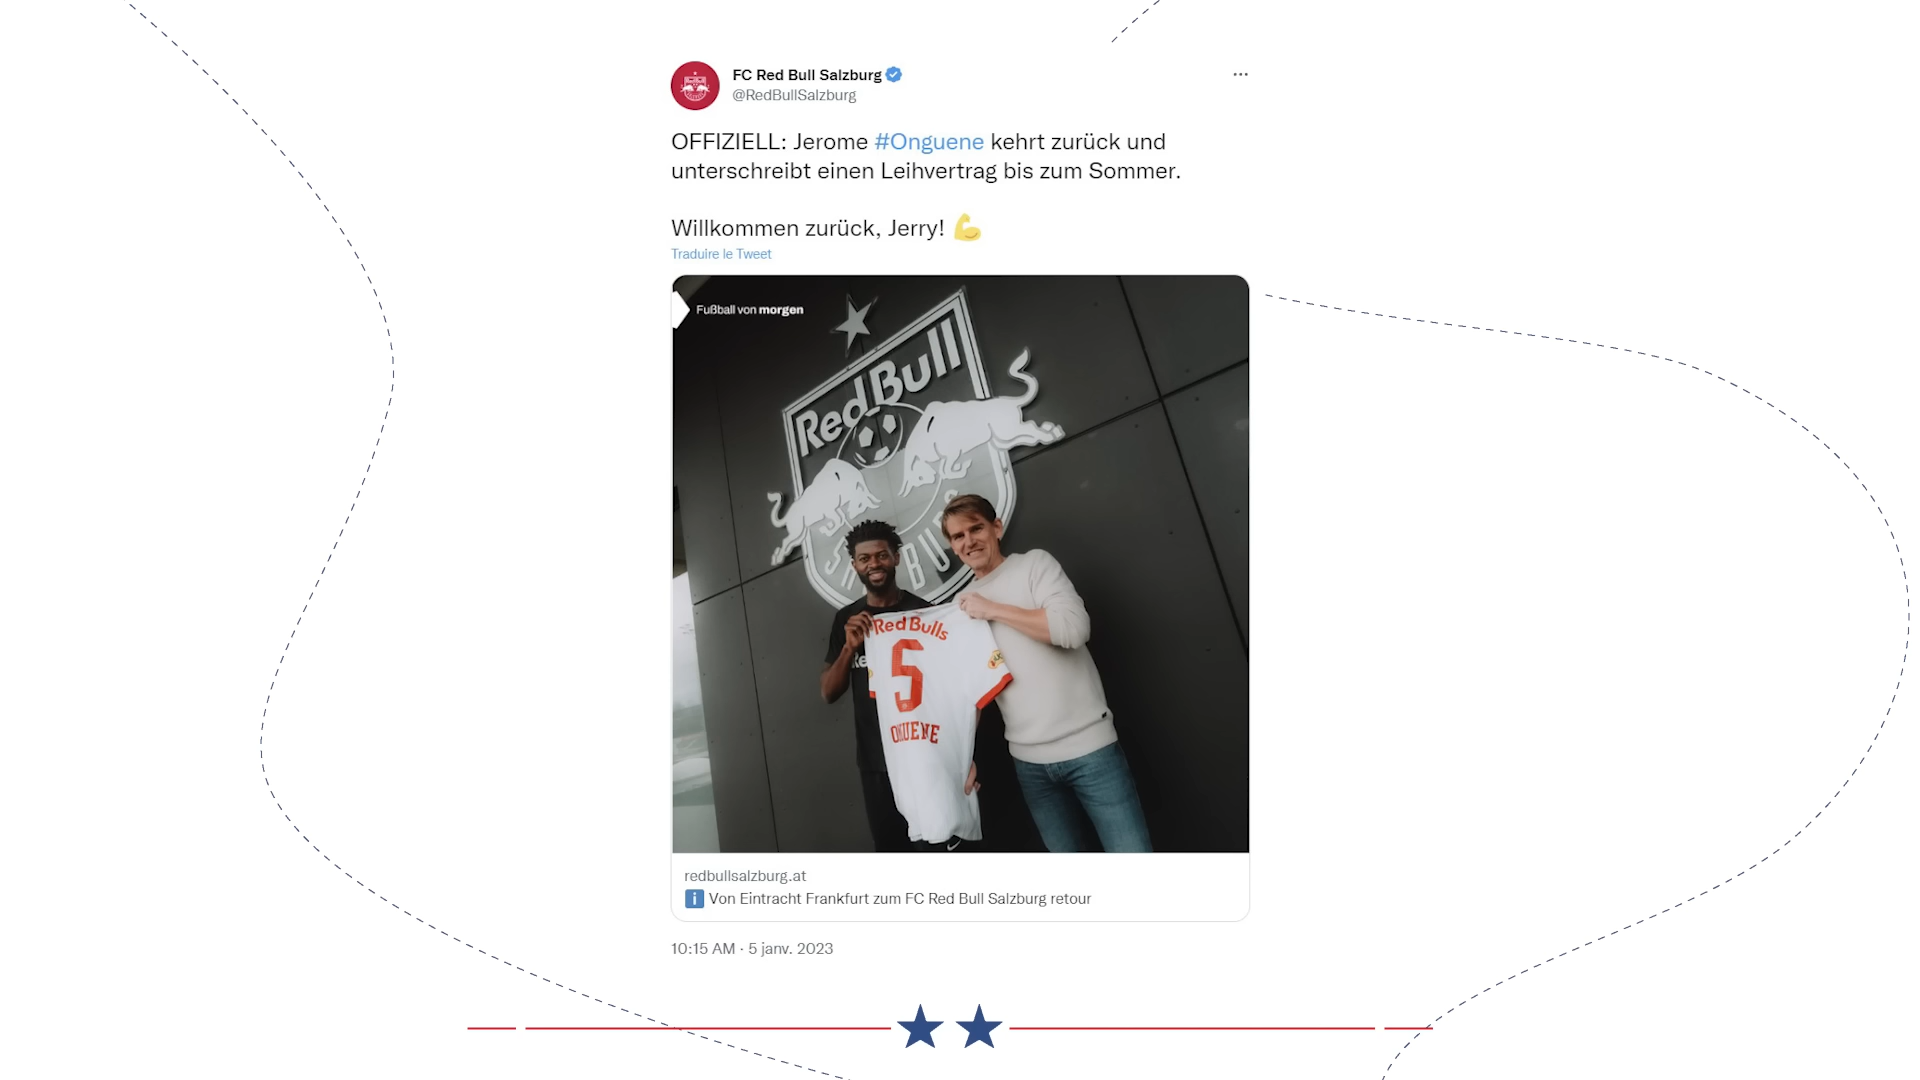 FC Red Bull Salzburg
@RedBullSalzburg
OFFIZIELL: Jerome #Onguene kehrt zurück und
unterschreibt einen Leihvertrag bis zum Sommer.
Willkommen zurück, Jerry! 💪
Traduire le Tweet
Fußball von morgen
Red Bull
Red Bulls
5
redbullsalzburg.at
ℹ️ Von Eintracht Frankfurt zum FC Red Bull Salzburg retour
10:15 AM · 5 janv. 2023